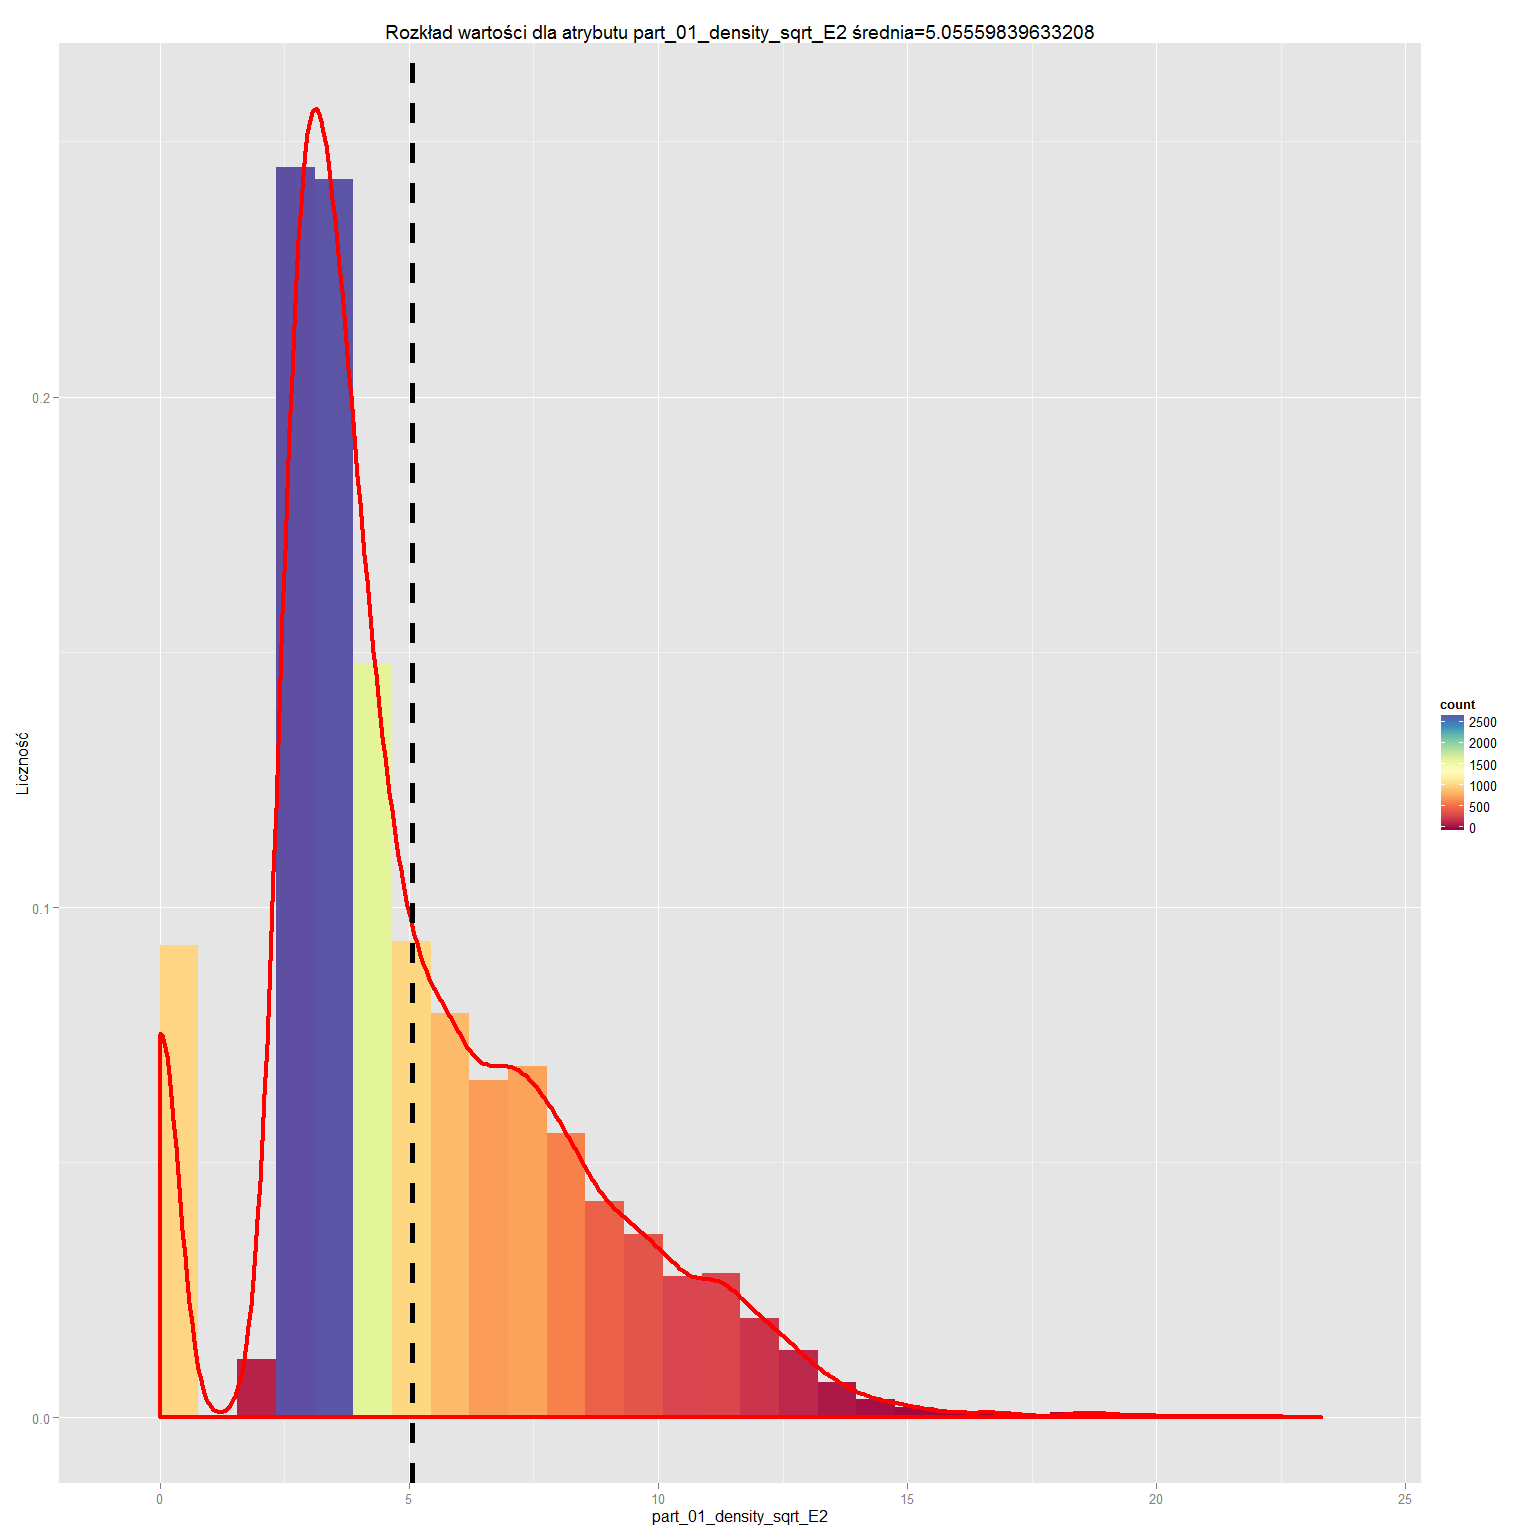 Rozkład wartości dla atrybutu part_01_density_sqrt_E2 średnia=5.05559839633208
Liczność
0.2
0.1
0.0
0 5 10 15 20 25
part_01_density_sqrt_E2
count
2500
2000
1500
1000
500
0